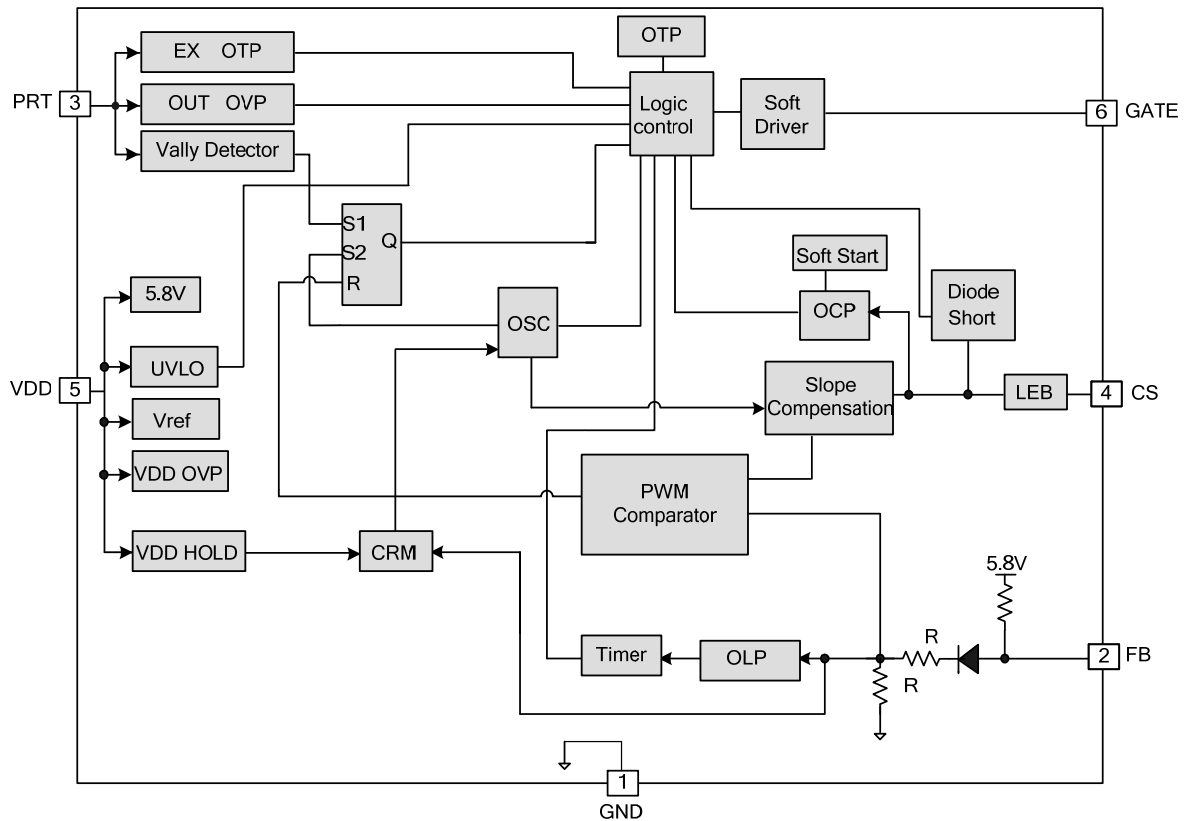 OTP
EX OTP
PRT
3
OUT OVP
Logic
control
Soft
Driver
6
GATE
Vally Detector
S1
S2
Q
R
Soft Start
5.8V
OSC
OCP
Diode
Short
VDD
5
UVLO
Slope
Compensation
LEB
4
CS
Vref
VDD OVP
PWM
Comparator
VDD HOLD
CRM
5.8V
Timer
OLP
R
R
2
FB
1
GND